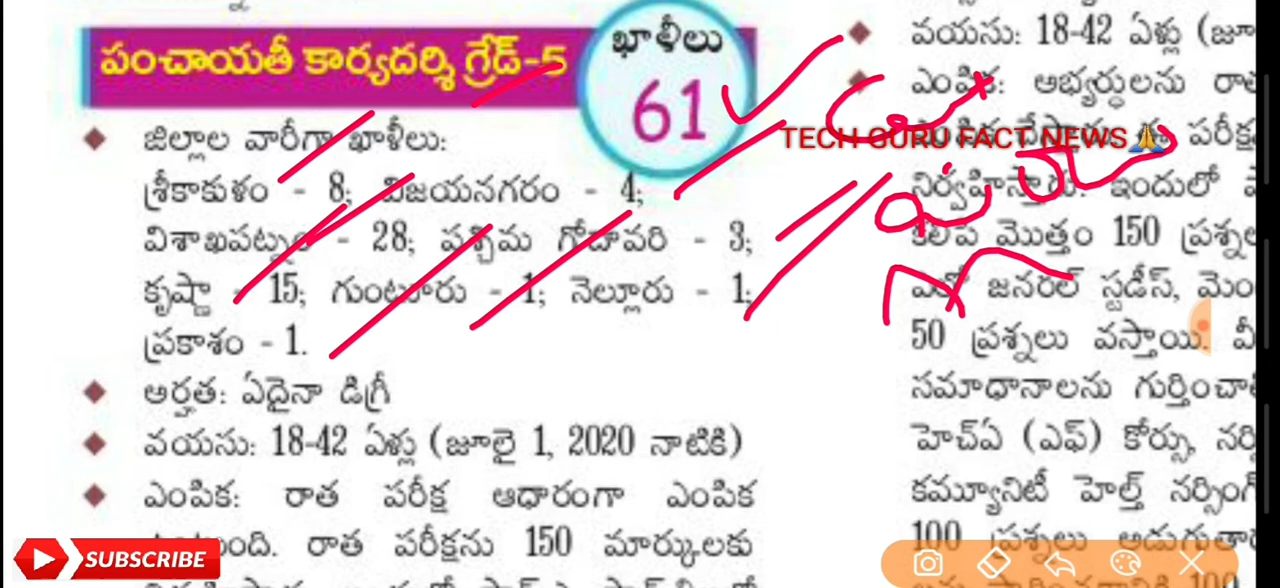 పంచాయతీ కార్యదర్శి గ్రేడ్-5
ఖాళీలు
61
జిల్లాల వారీగా ఖాళీలు:
శ్రీకాకుళం - 8; విజయనగరం - 4;
విశాఖపట్నం - 28; పశ్చిమ గోదావరి - 3;
కృష్ణా - 15; గుంటూరు - 1; నెల్లూరు - 1;
ప్రకాశం - 1.
అర్హత: ఏదైనా డిగ్రీ
వయసు: 18-42 ఏళ్లు (జూలై 1, 2020 నాటికి)
ఎంపిక: రాత పరీక్ష ఆధారంగా ఎంపిక
రాత పరీక్షను 150 మార్కులకు
వయసు: 18-42 ఏళ్లు
ఎంపిక: అభ్యర్థులను
TECH GURU FACT NEWS🙏
పరీక్ష
నిర్వహిస్తారు. ఇందులో
మొత్తం 150
జనరల్ స్టడీస్,
50 ప్రశ్నలు వస్తాయి.
సమాధానాలను
హెచ్ఏ (ఎఫ్) కోర్సు,
కమ్యూనిటీ హెల్త్ నర్సింగ్
100 ప్రశ్నలు
SUBSCRIBE